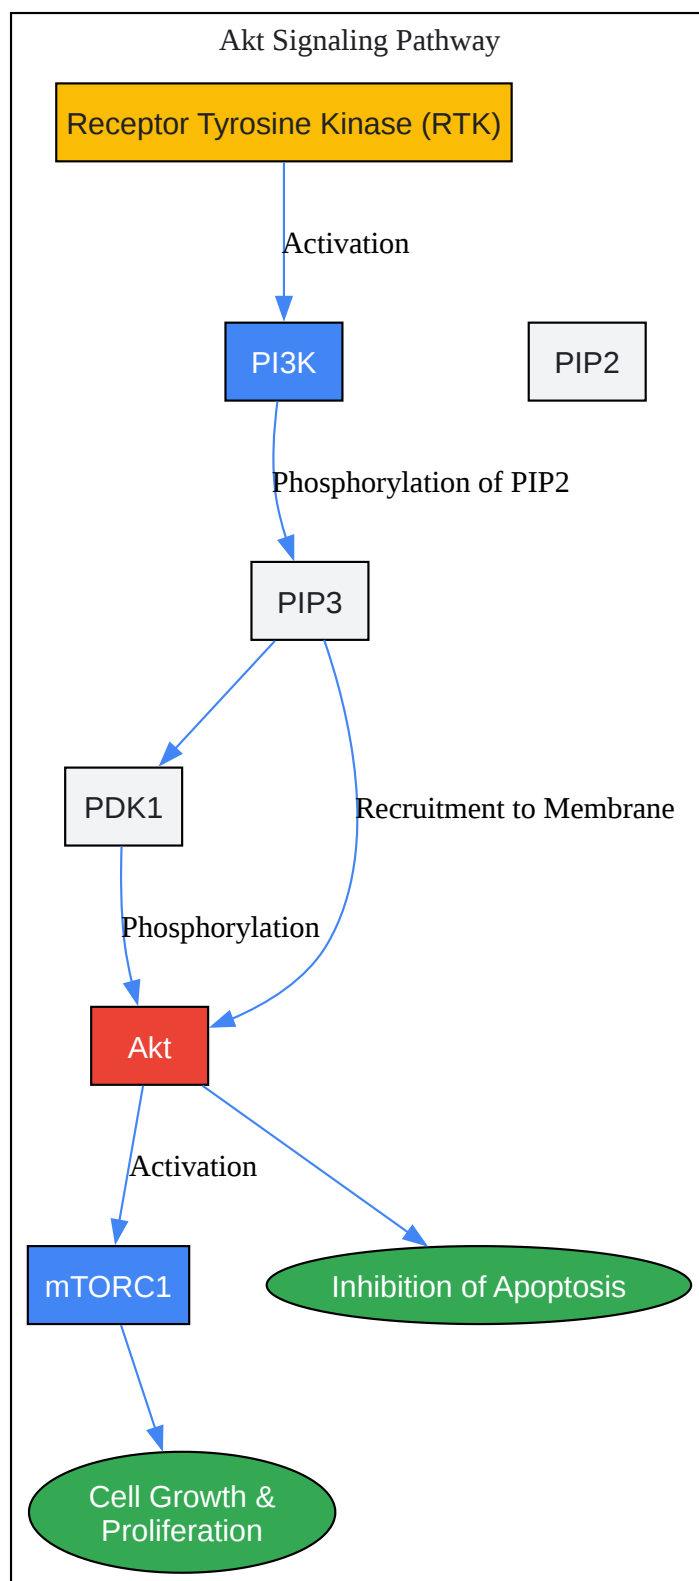 Akt Signaling Pathway
Receptor Tyrosine Kinase (RTK)
Activation
PI3K
PIP2
Phosphorylation of PIP2
PIP3
PDK1
Recruitment to Membrane
Phosphorylation
Akt
Activation
mTORC1
Inhibition of Apoptosis
Cell Growth &
Proliferation